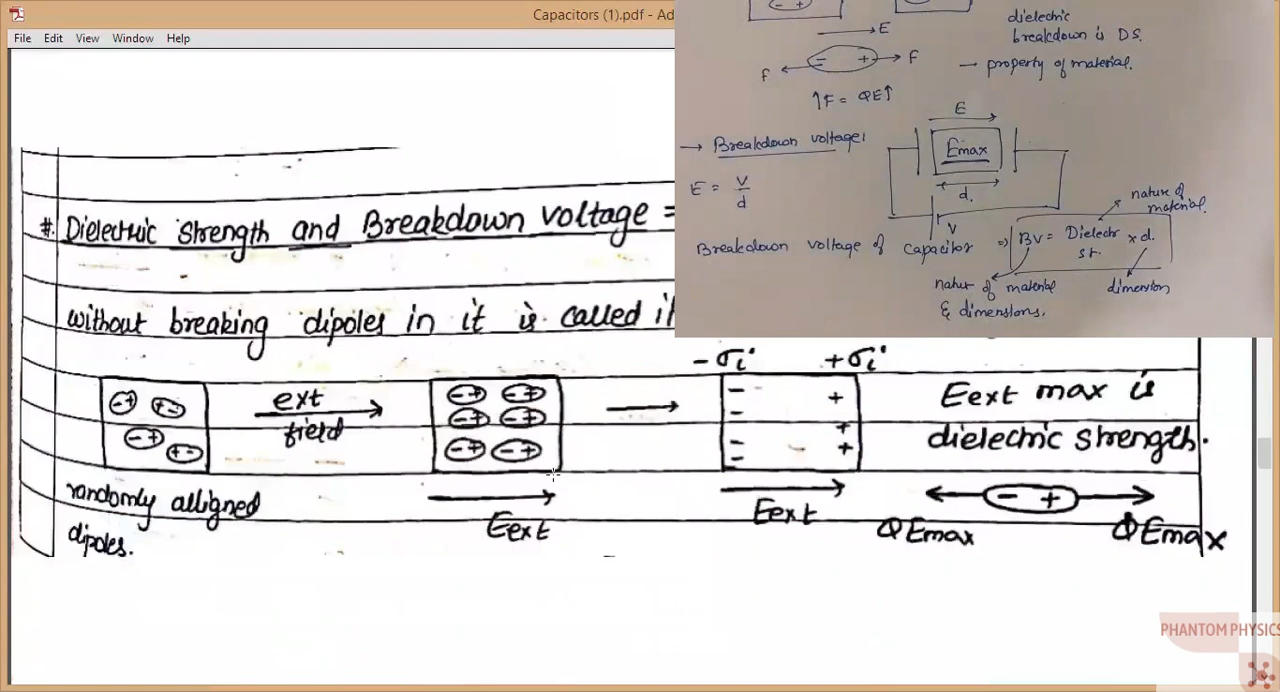 Capacitors (1).pdf - Ad
File Edit View Window Help
dielectric
breakdown is DS.
→ E
- +
F F
— property of material.
↑F = QE↑
→ Breakdown voltage:
E
Emax
d.
V
E = V/d
Breakdown voltage of capacitor ⇒ BV = Dielectr st. × d.
nature of
material.
natur of material
& dimensions.
dimension
#. Dielectric strength and Breakdown voltage =
without breaking dipoles in it is called it
-σi +σi
ext
field
Eext max is
dielectric strength.
randomly alligned
dipoles.
Eext
Eext
- +
QEmax QEmax
PHANTOM PHYSICS